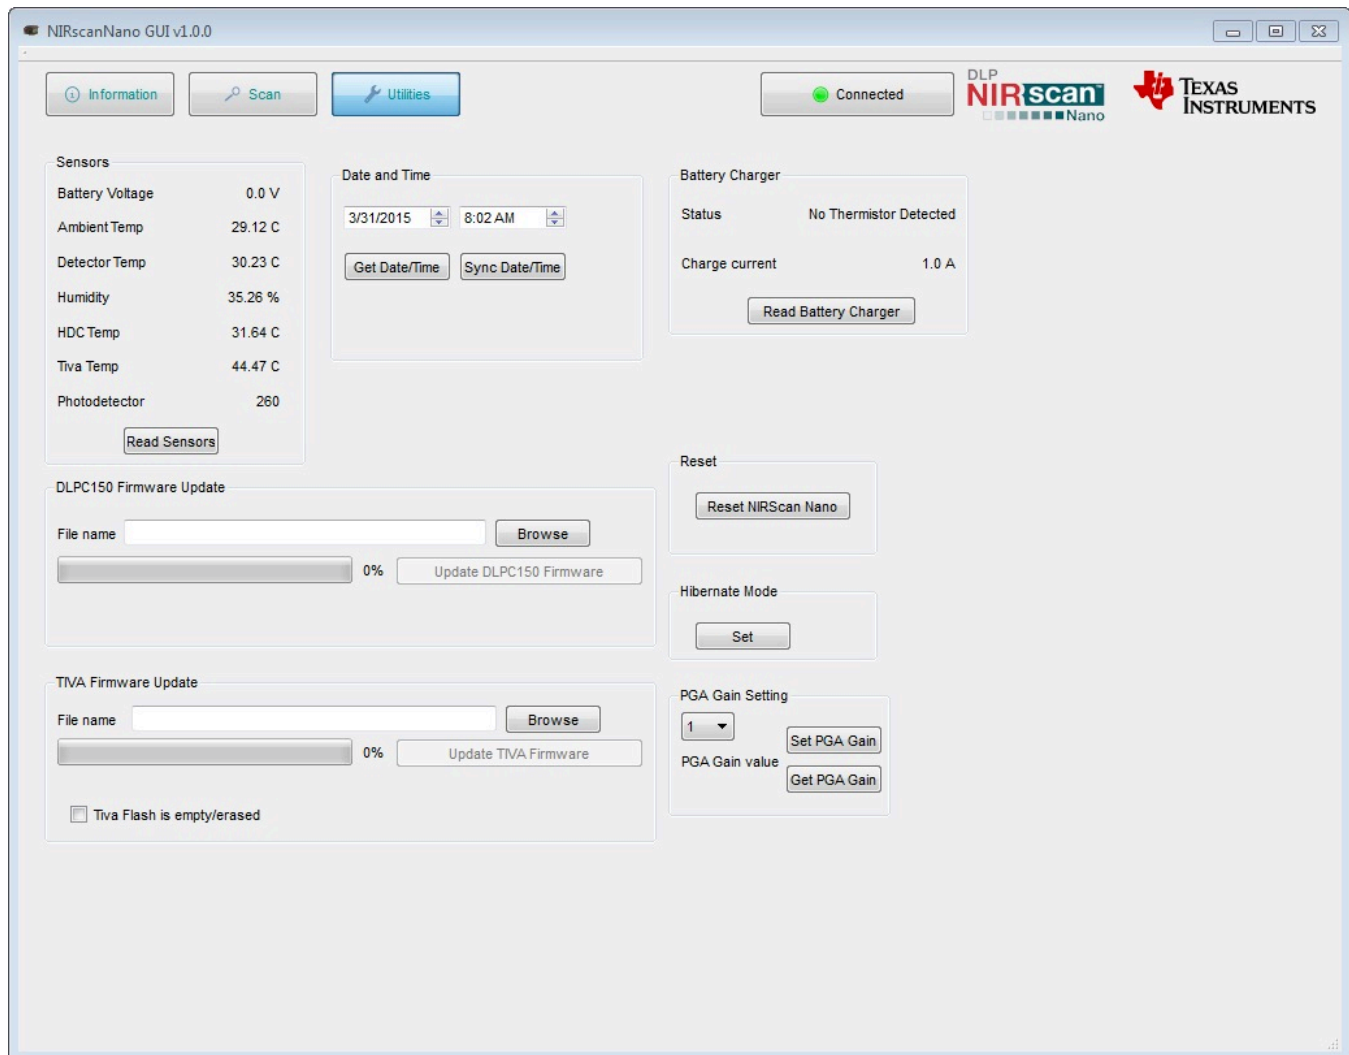 NIRscanNano GUI v1.0.0
Information
Scan
Utilities
Connected
DLP
NIRscan™
Nano
TEXAS
INSTRUMENTS
Sensors
Battery Voltage 0.0 V
Ambient Temp 29.12 C
Detector Temp 30.23 C
Humidity 35.26 %
HDC Temp 31.64 C
Tiva Temp 44.47 C
Photodetector 260
Read Sensors
Date and Time
3/31/2015 8:02 AM
Get Date/Time Sync Date/Time
Battery Charger
Status No Thermistor Detected
Charge current 1.0 A
Read Battery Charger
DLPC150 Firmware Update
File name Browse
0% Update DLPC150 Firmware
Reset
Reset NIRScan Nano
Hibernate Mode
Set
TIVA Firmware Update
File name Browse
0% Update TIVA Firmware
Tiva Flash is empty/erased
PGA Gain Setting
1
Set PGA Gain
PGA Gain value
Get PGA Gain